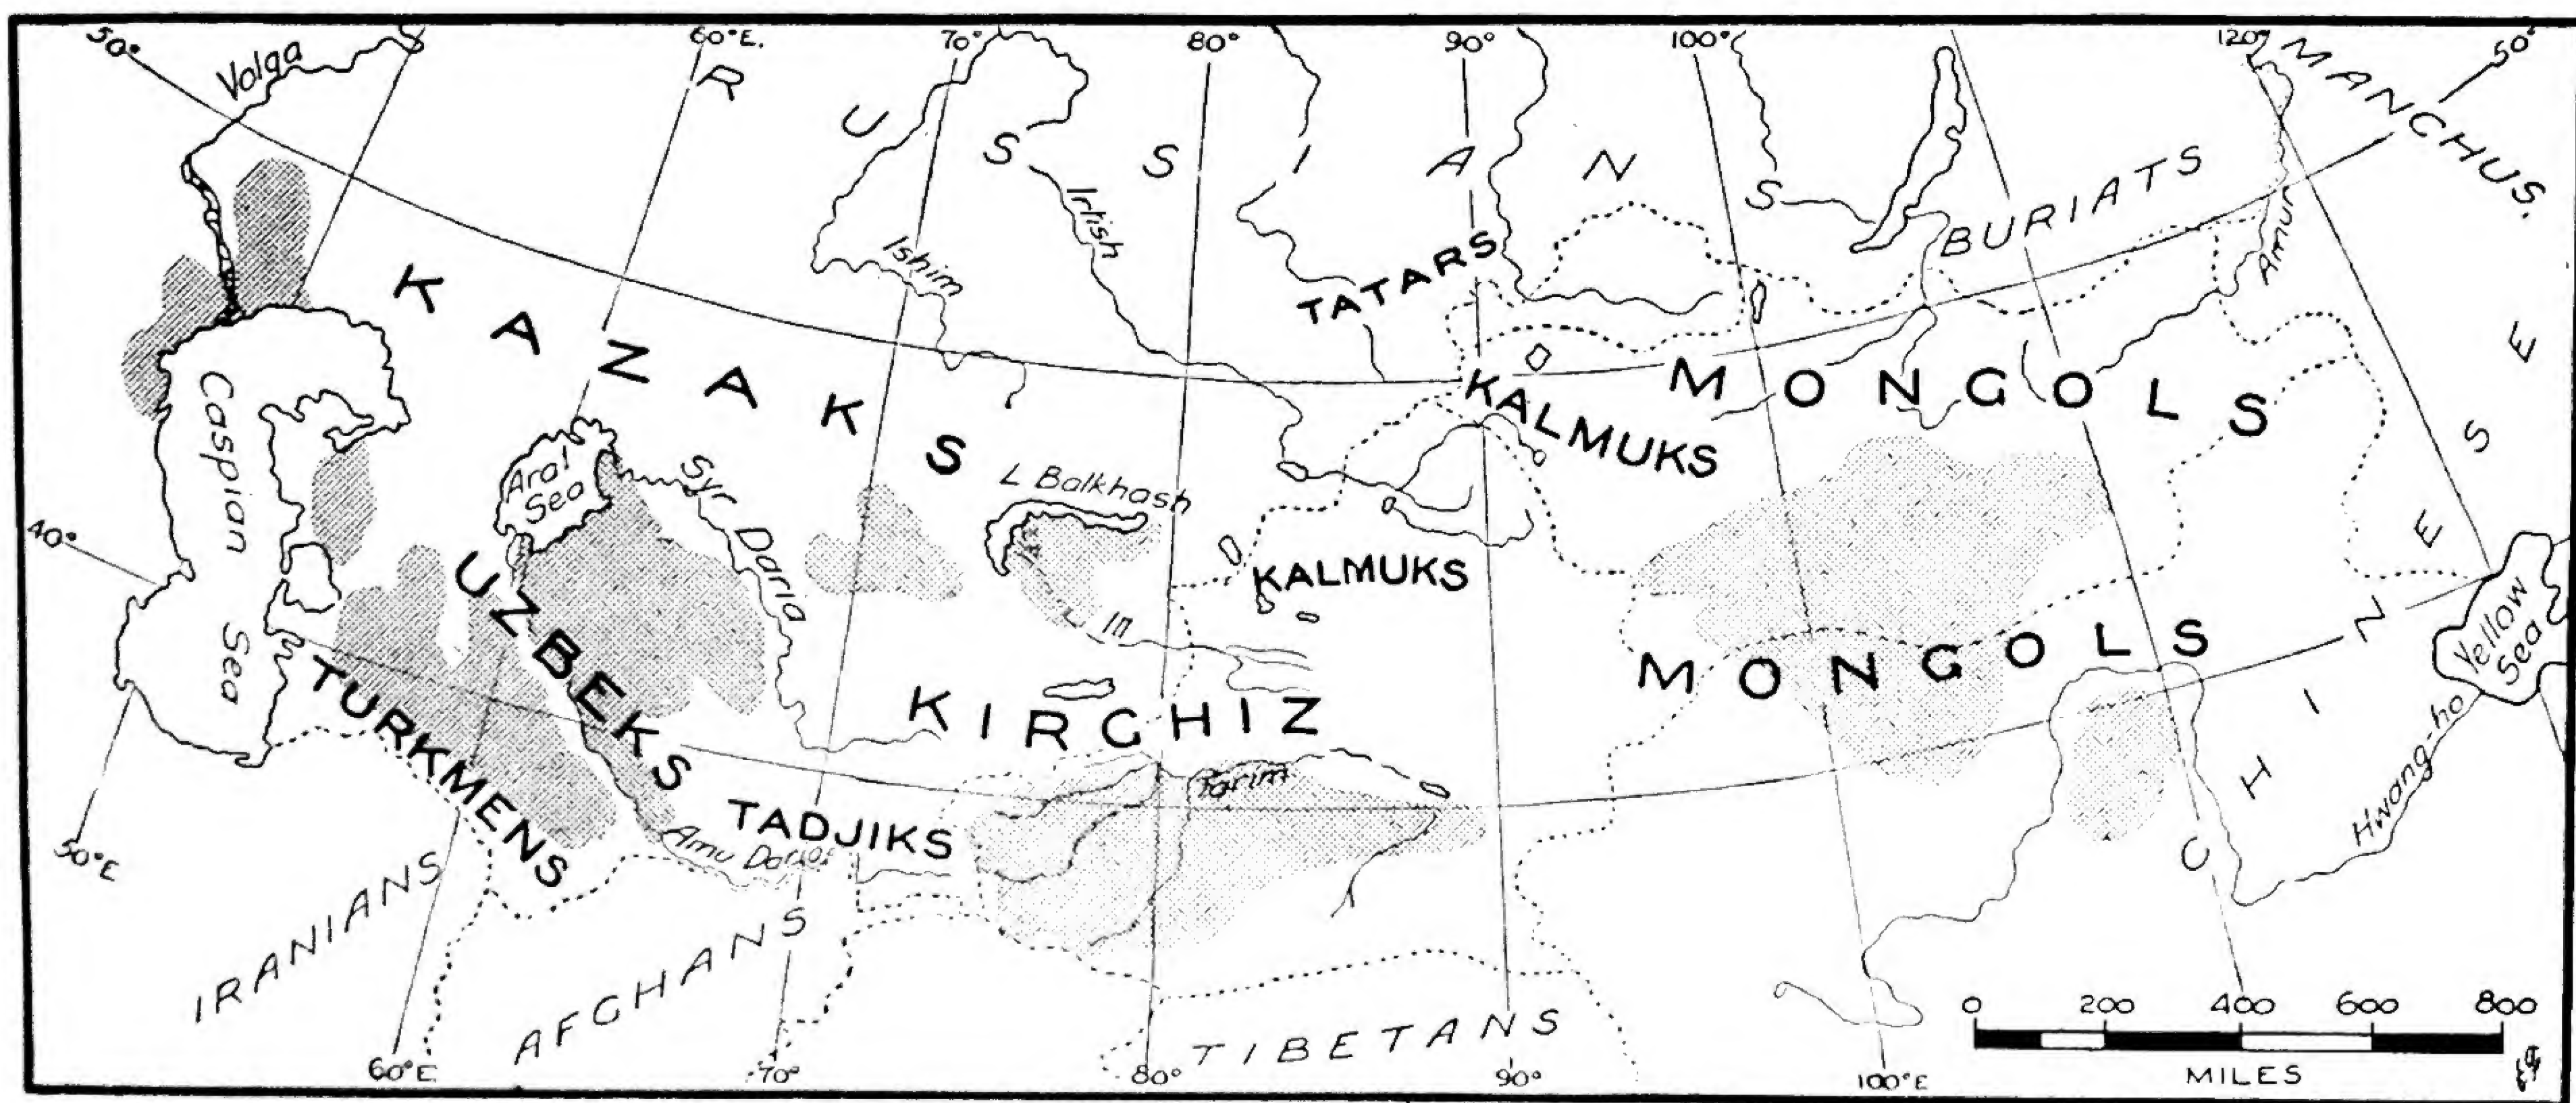 50°
Volga
60°E.
70°
80°
90°
100°
120°
50°
RUSSIANS
MANCHUS.
Irtish
Ishim
TATARS
BURIATS
Amur
KAZAKS
MONGOLS
KALMUKS
Caspian Sea
Aral
Sea
Syr Daria
L Balkhash
40°
KALMUKS
UZBEKS
Yellow
Sea
MONGOLS
TURKMENS
KIRGHIZ
CHINESE
Tarim
Hwang-ho
TADJIKS
Amu Daria
50°E
IRANIANS
AFGHANS
TIBETANS
0 200 400 600 800
MILES
60°E.
70°
80°
90°
100°E